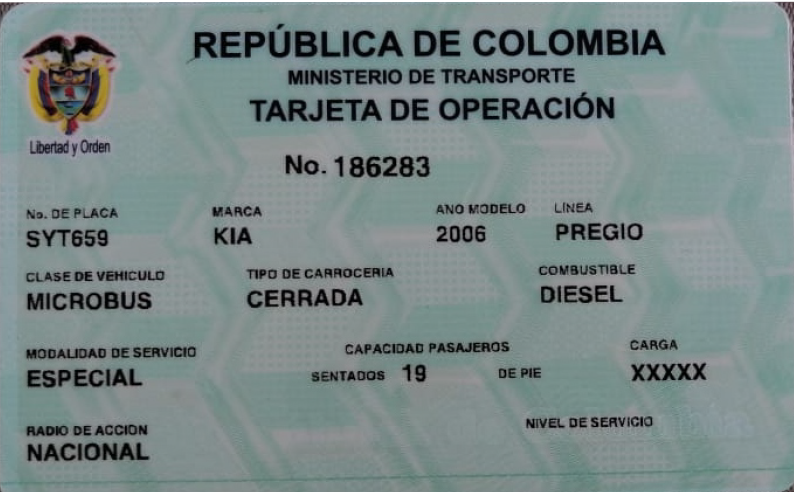 REPÚBLICA DE COLOMBIA
MINISTERIO DE TRANSPORTE
TARJETA DE OPERACIÓN
Libertad y Orden
No. 186283
No. DE PLACA MARCA ANO MODELO LINEA
SYT659 KIA 2006 PREGIO
CLASE DE VEHICULO TIPO DE CARROCERIA COMBUSTIBLE
MICROBUS CERRADA DIESEL
MODALIDAD DE SERVICIO CAPACIDAD PASAJEROS CARGA
ESPECIAL SENTADOS 19 DE PIE XXXXX
RADIO DE ACCION NIVEL DE SERVICIO
NACIONAL